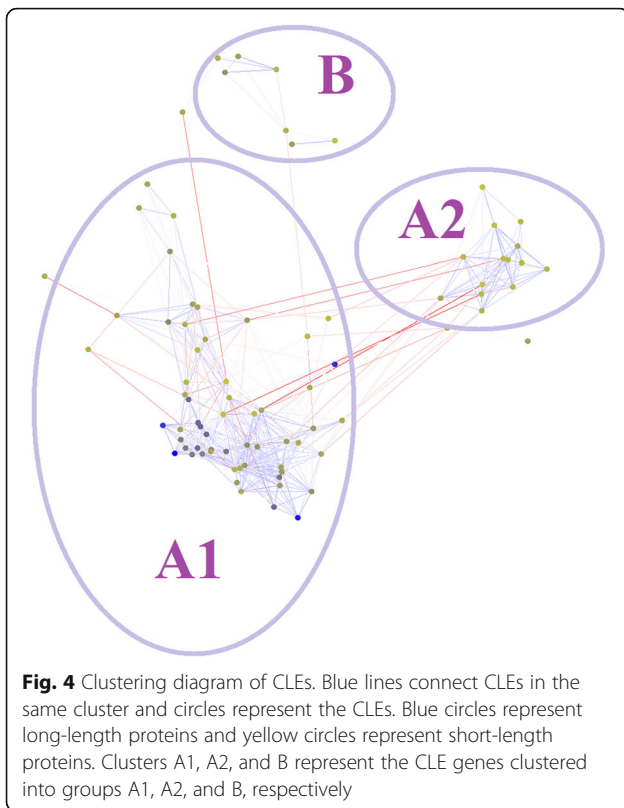 B
A2
A1
Fig. 4 Clustering diagram of CLEs. Blue lines connect CLEs in the
same cluster and circles represent the CLEs. Blue circles represent
long-length proteins and yellow circles represent short-length
proteins. Clusters A1, A2, and B represent the CLE genes clustered
into groups A1, A2, and B, respectively